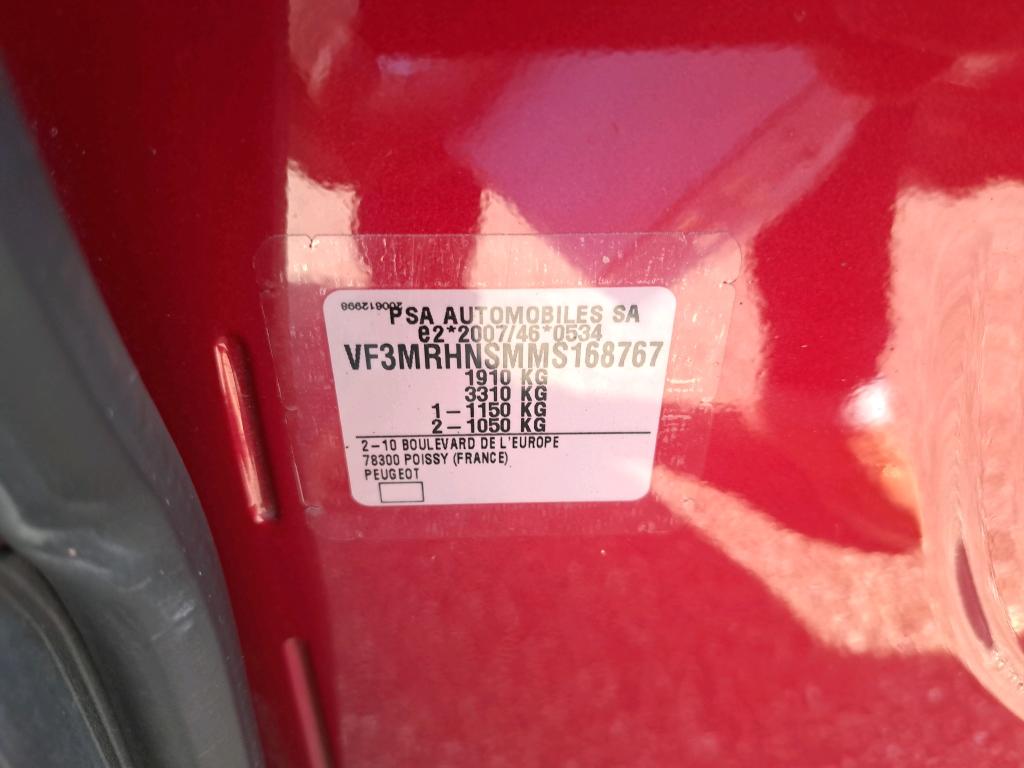 200612998
PSA AUTOMOBILES SA
e2*2007/46*0534
VF3MRHNSMMS168767
1910 KG
3310 KG
1-1150 KG
2-1050 KG
2-10 BOULEVARD DE L'EUROPE
78300 POISSY (FRANCE)
PEUGEOT